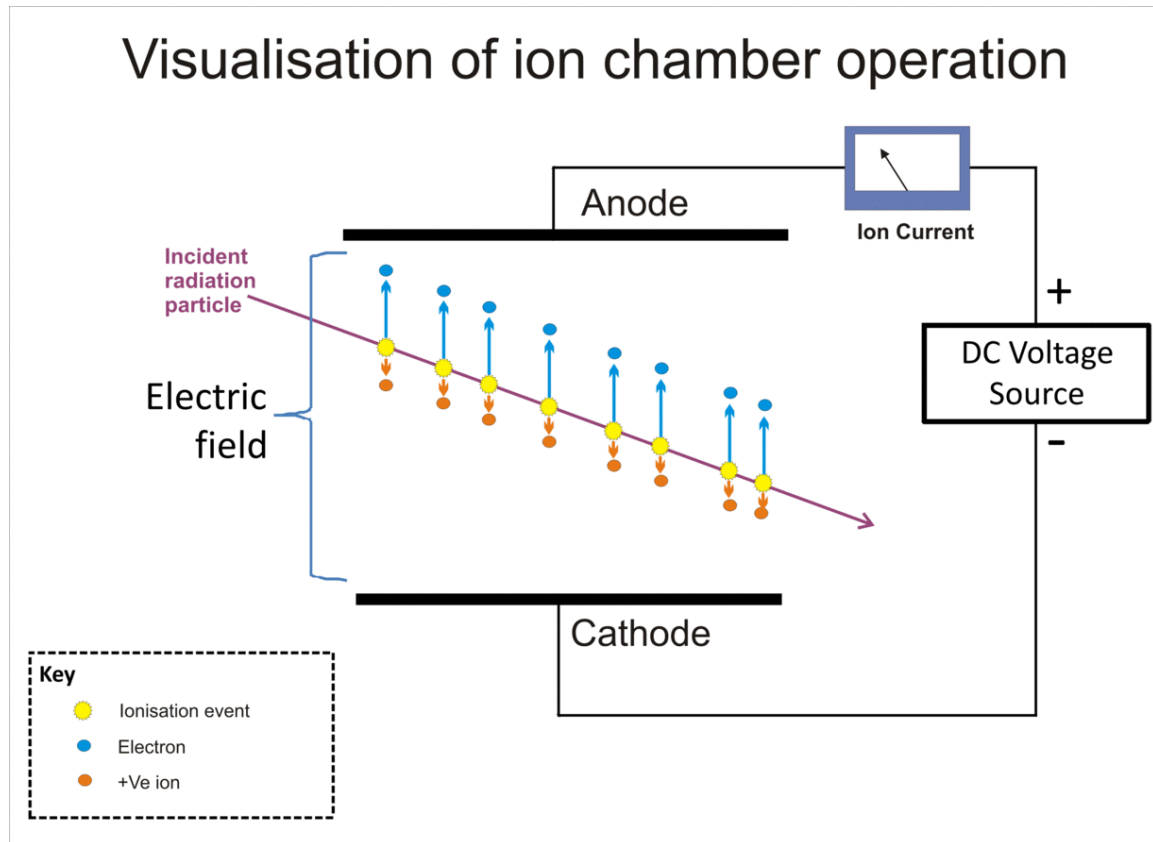 Visualisation of ion chamber operation
Anode
Ion Current
Incident
radiation
particle
+
DC Voltage
Source
-
Electric
field
Cathode
Key
Ionisation event
Electron
+Ve ion